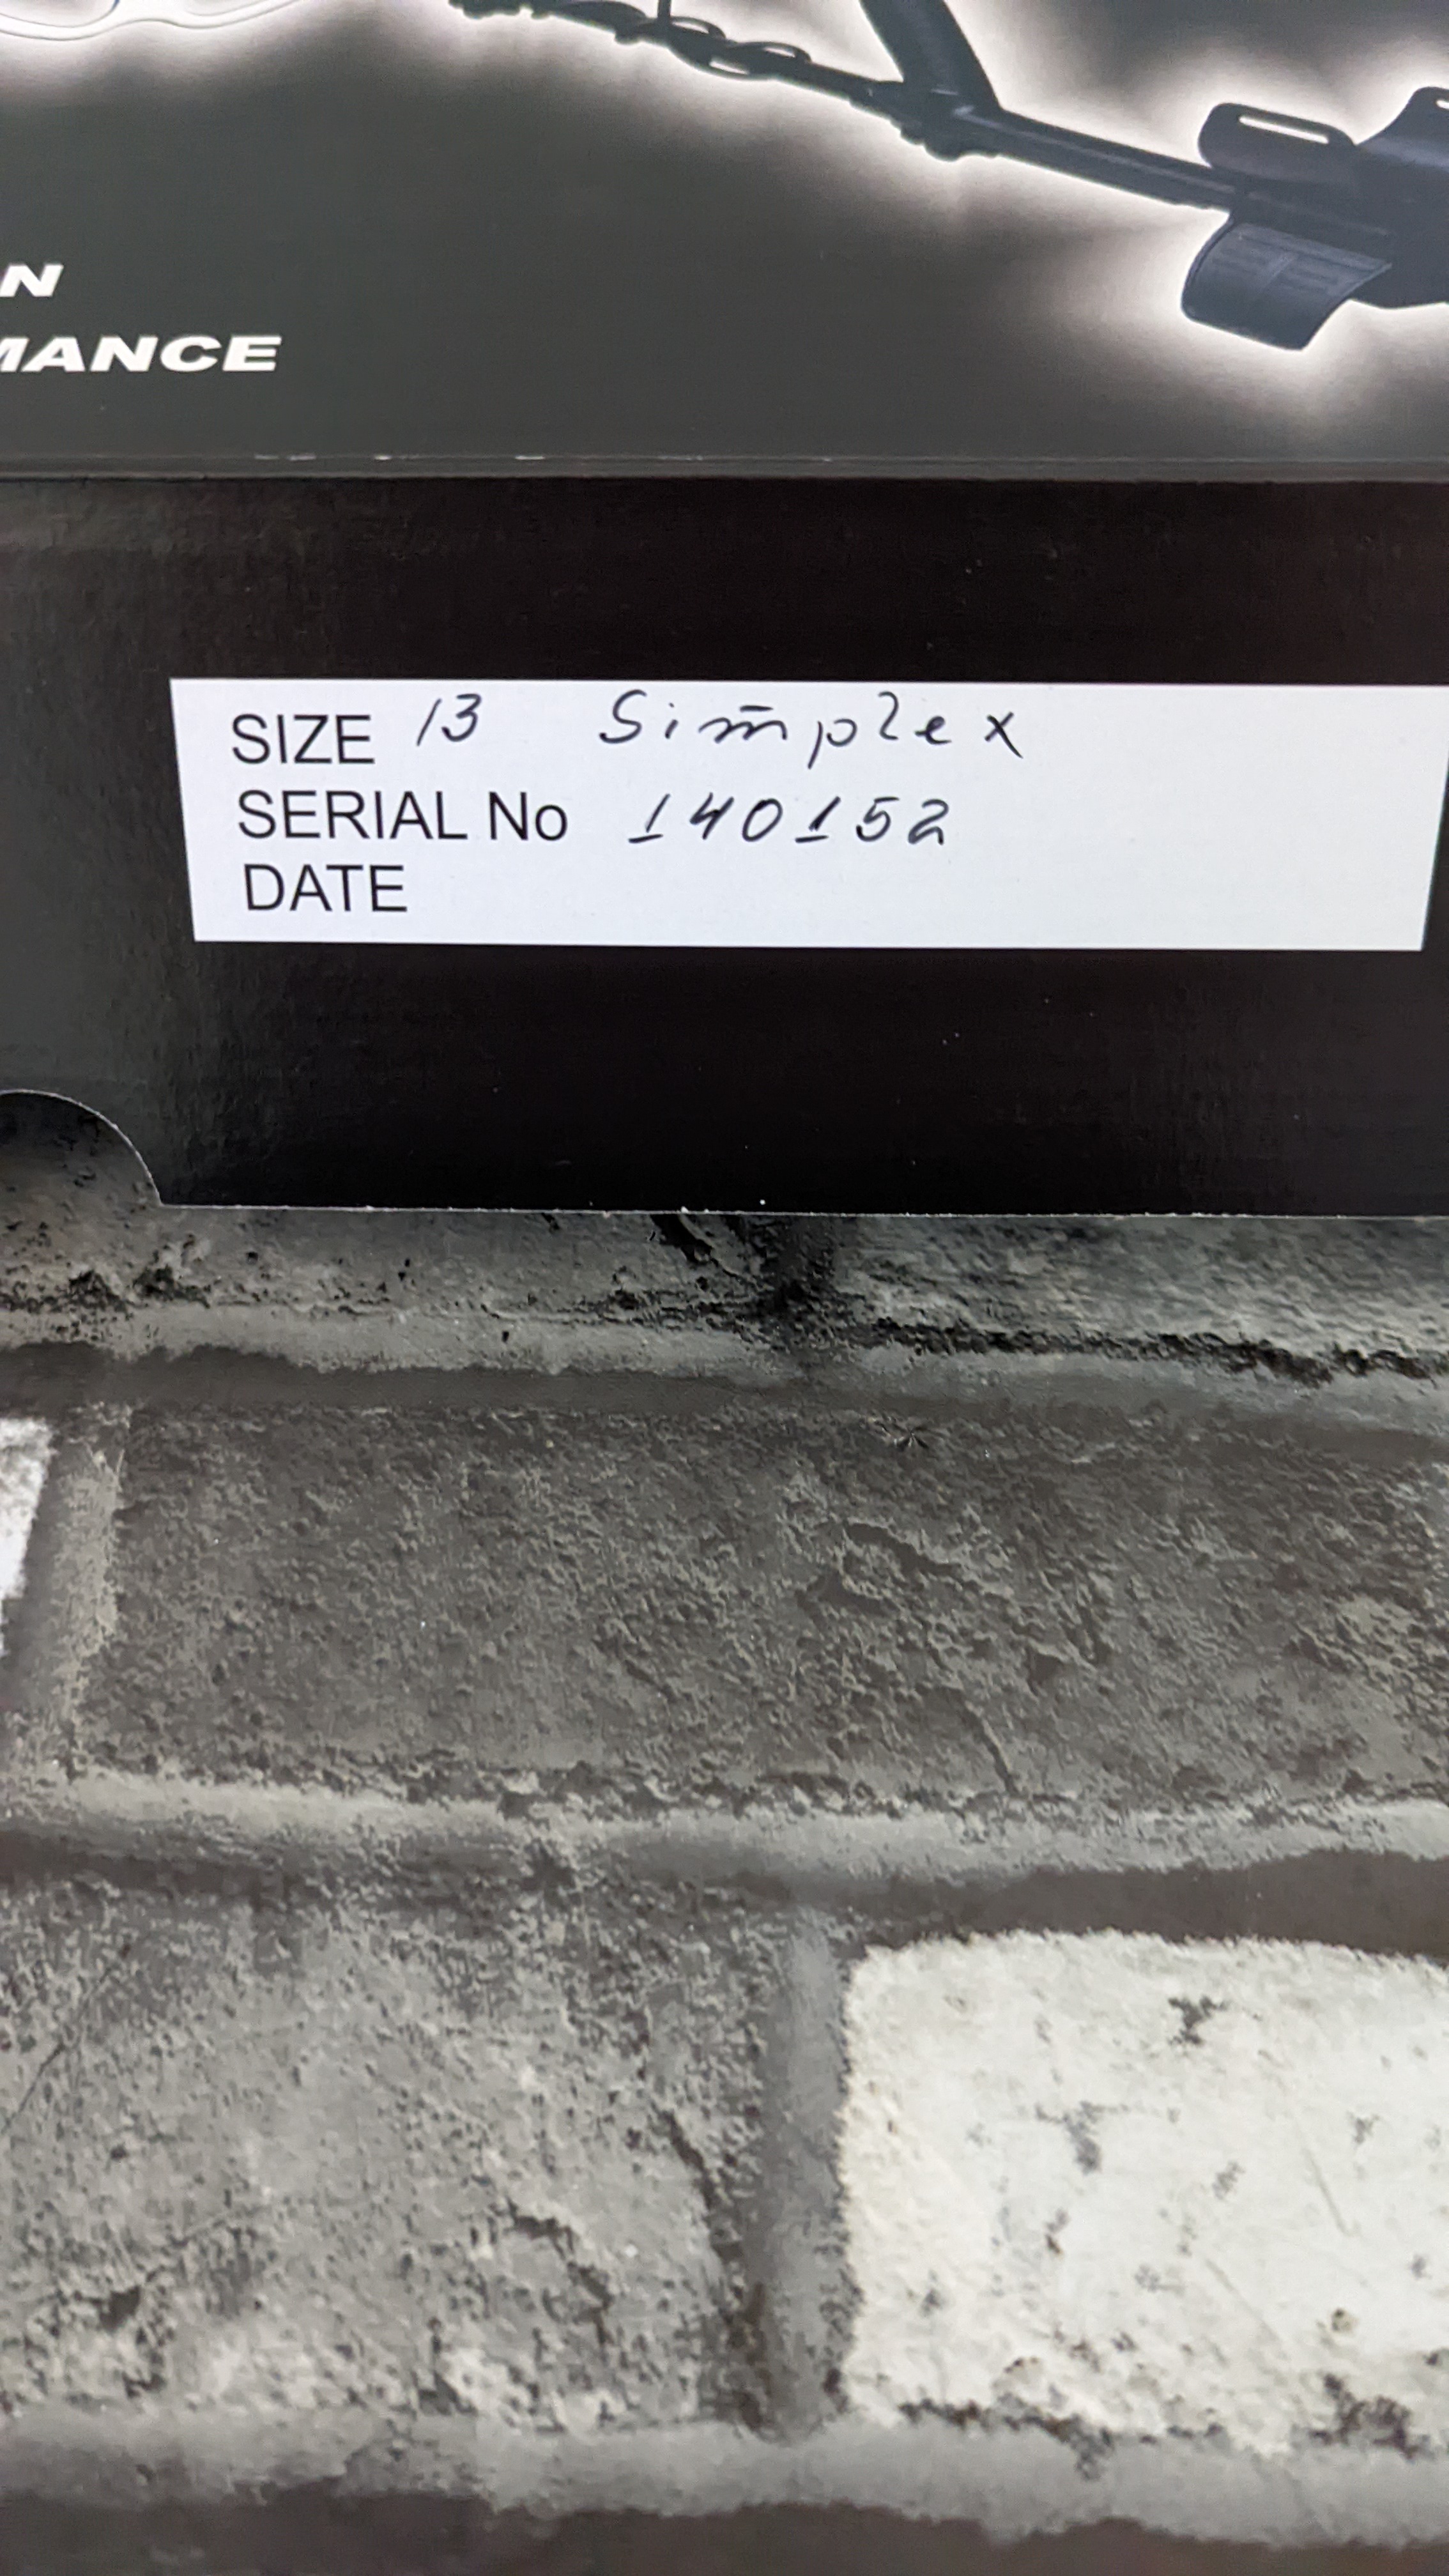 N
MANCE
SIZE 13 Simplex
SERIAL No 140152
DATE